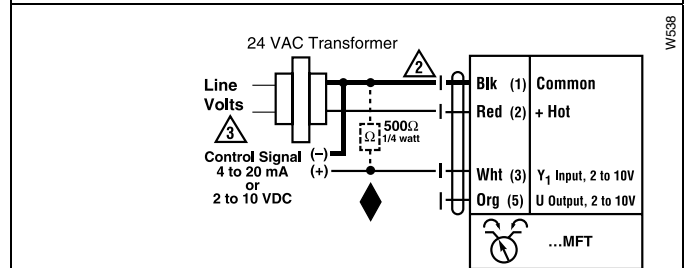 W538
24 VAC Transformer
Line
Volts
2
3
Control Signal (–)
4 to 20 mA (+)
or
2 to 10 VDC
Ω
500Ω
1/4 watt
Blk (1) Common
Red (2) + Hot
Wht (3) Y₁ Input, 2 to 10V
Org (5) U Output, 2 to 10V
...MFT